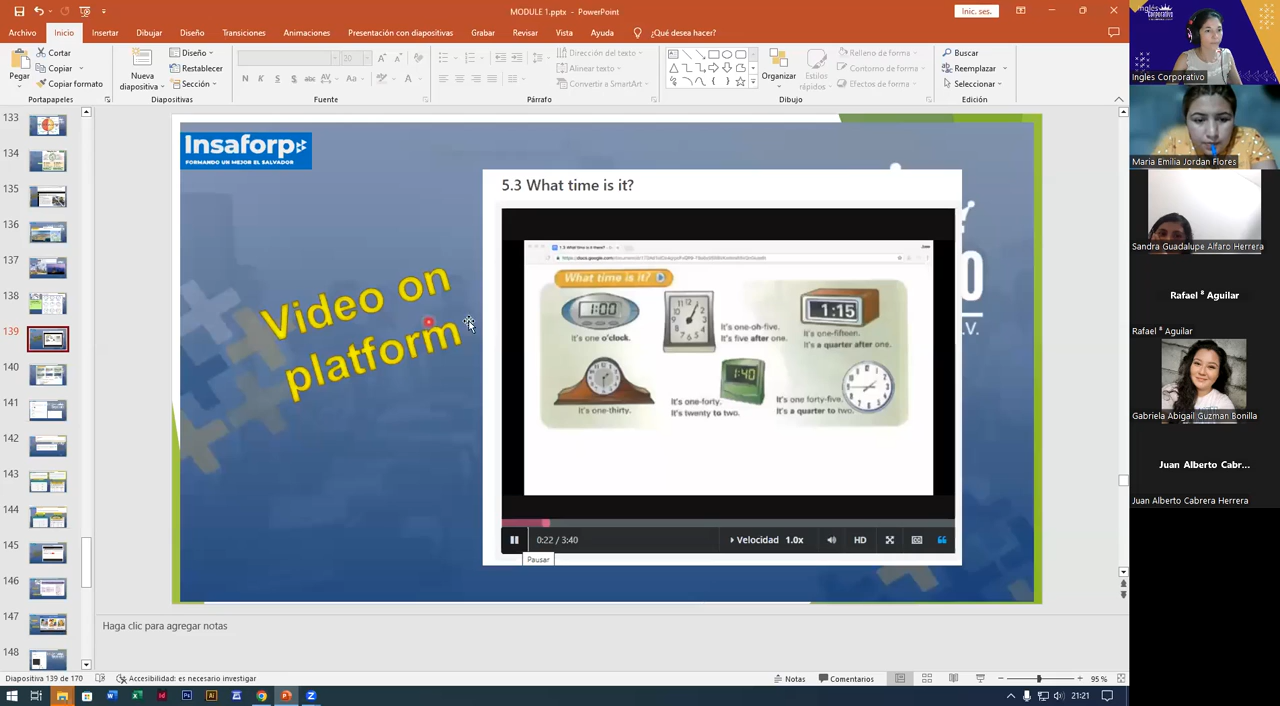 MODULE 1.pptx - PowerPoint
Inic. ses.
Archivo Inicio Insertar Dibujar Diseño Transiciones Animaciones Presentación con diapositivas Grabar Revisar Vista Ayuda ¿Qué desea hacer?
Pegar
Cortar
Copiar
Copiar formato
Portapapeles
Nueva diapositiva
Diseño
Restablecer
Sección
Diapositivas
30
N K S S abc AV Aa A
Fuente
Párrafo
Dirección del texto
Alinear texto
Convertir a SmartArt
Organizar
Estilos rápidos
Relleno de forma
Contorno de forma
Efectos de forma
Dibujo
Buscar
Reemplazar
Seleccionar
Edición
133
134
135
136
138
139
140
141
142
143
144
145
146
147
148
Insaforp
FORMANDO UN MEJOR EL SALVADOR
Video on
platform
5.3 What time is it?
What time is it?
1:00
It's one o'clock.
It's one-oh-five.
It's five after one.
1:15
It's one-fifteen.
It's a quarter after one.
It's one-thirty.
1:40
It's one-forty.
It's twenty to two.
It's one forty-five.
It's a quarter to two.
0:22 / 3:40
Velocidad 1.0x
HD
Pausar
Haga clic para agregar notas
Diapositiva 139 de 170
Accesibilidad: es necesario investigar
Notas
Comentarios
95 %
21:21
Inglés Corporativo
Ingles Corporativo
Maria Emilia Jordan Flores
Sandra Guadalupe Alfaro Herrera
Rafael ⁸ Aguilar
Rafael ⁸ Aguilar
Gabriela Abigail Guzman Bonilla
Juan Alberto Cabr...
Juan Alberto Cabrera Herrera